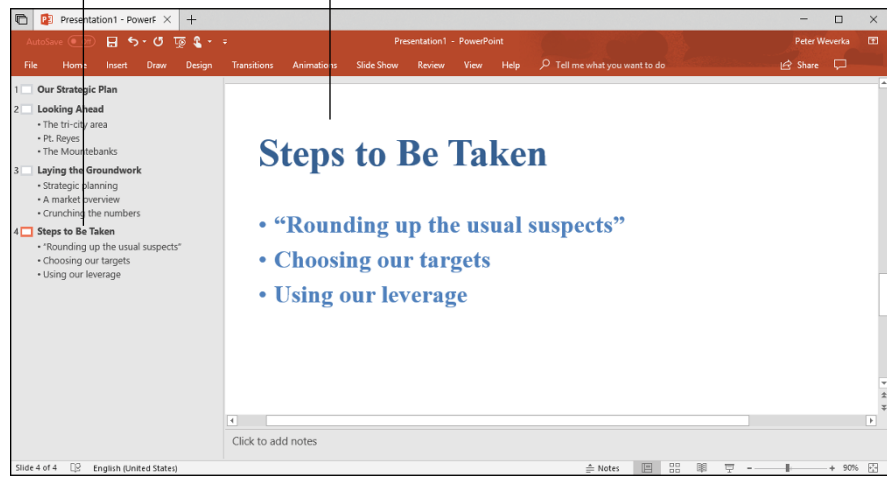 Presentation1 - PowerF
AutoSave Off
Presentation1 - PowerPoint
Peter Weverka
File Home Insert Draw Design Transitions Animations Slide Show Review View Help Tell me what you want to do Share
1 Our Strategic Plan
2 Looking Ahead
• The tri-city area
• Pt. Reyes
• The Mountebanks
3 Laying the Groundwork
• Strategic planning
• A market overview
• Crunching the numbers
4 Steps to Be Taken
• "Rounding up the usual suspects"
• Choosing our targets
• Using our leverage
Steps to Be Taken
• “Rounding up the usual suspects”
• Choosing our targets
• Using our leverage
Click to add notes
Slide 4 of 4 English (United States) Notes 90%